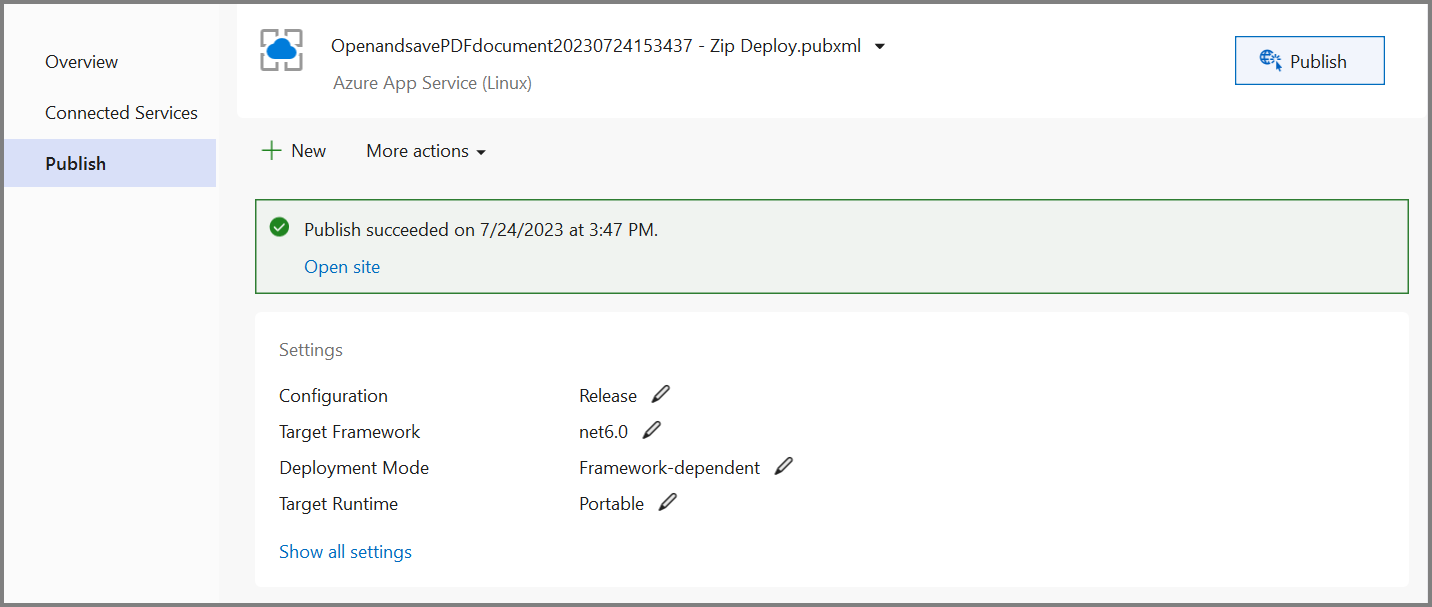 Overview
Connected Services
Publish
OpenandsavePDFdocument20230724153437 - Zip Deploy.pubxml
Azure App Service (Linux)
Publish
New
More actions
Publish succeeded on 7/24/2023 at 3:47 PM.
Open site
Settings
Configuration Release
Target Framework net6.0
Deployment Mode Framework-dependent
Target Runtime Portable
Show all settings